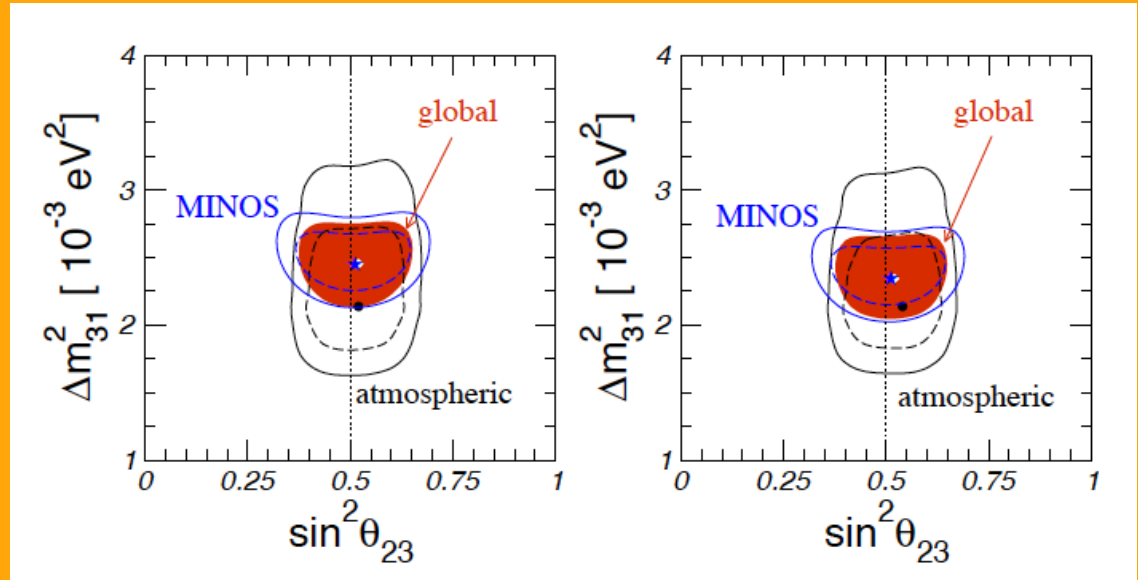 4
3
2
1
0
0.25
0.5
0.75
1
Δm²₃₁ [ 10⁻³ eV²]
sin²θ₂₃
global
MINOS
atmospheric
4
3
2
1
0
0.25
0.5
0.75
1
Δm²₃₁ [ 10⁻³ eV²]
sin²θ₂₃
global
MINOS
atmospheric